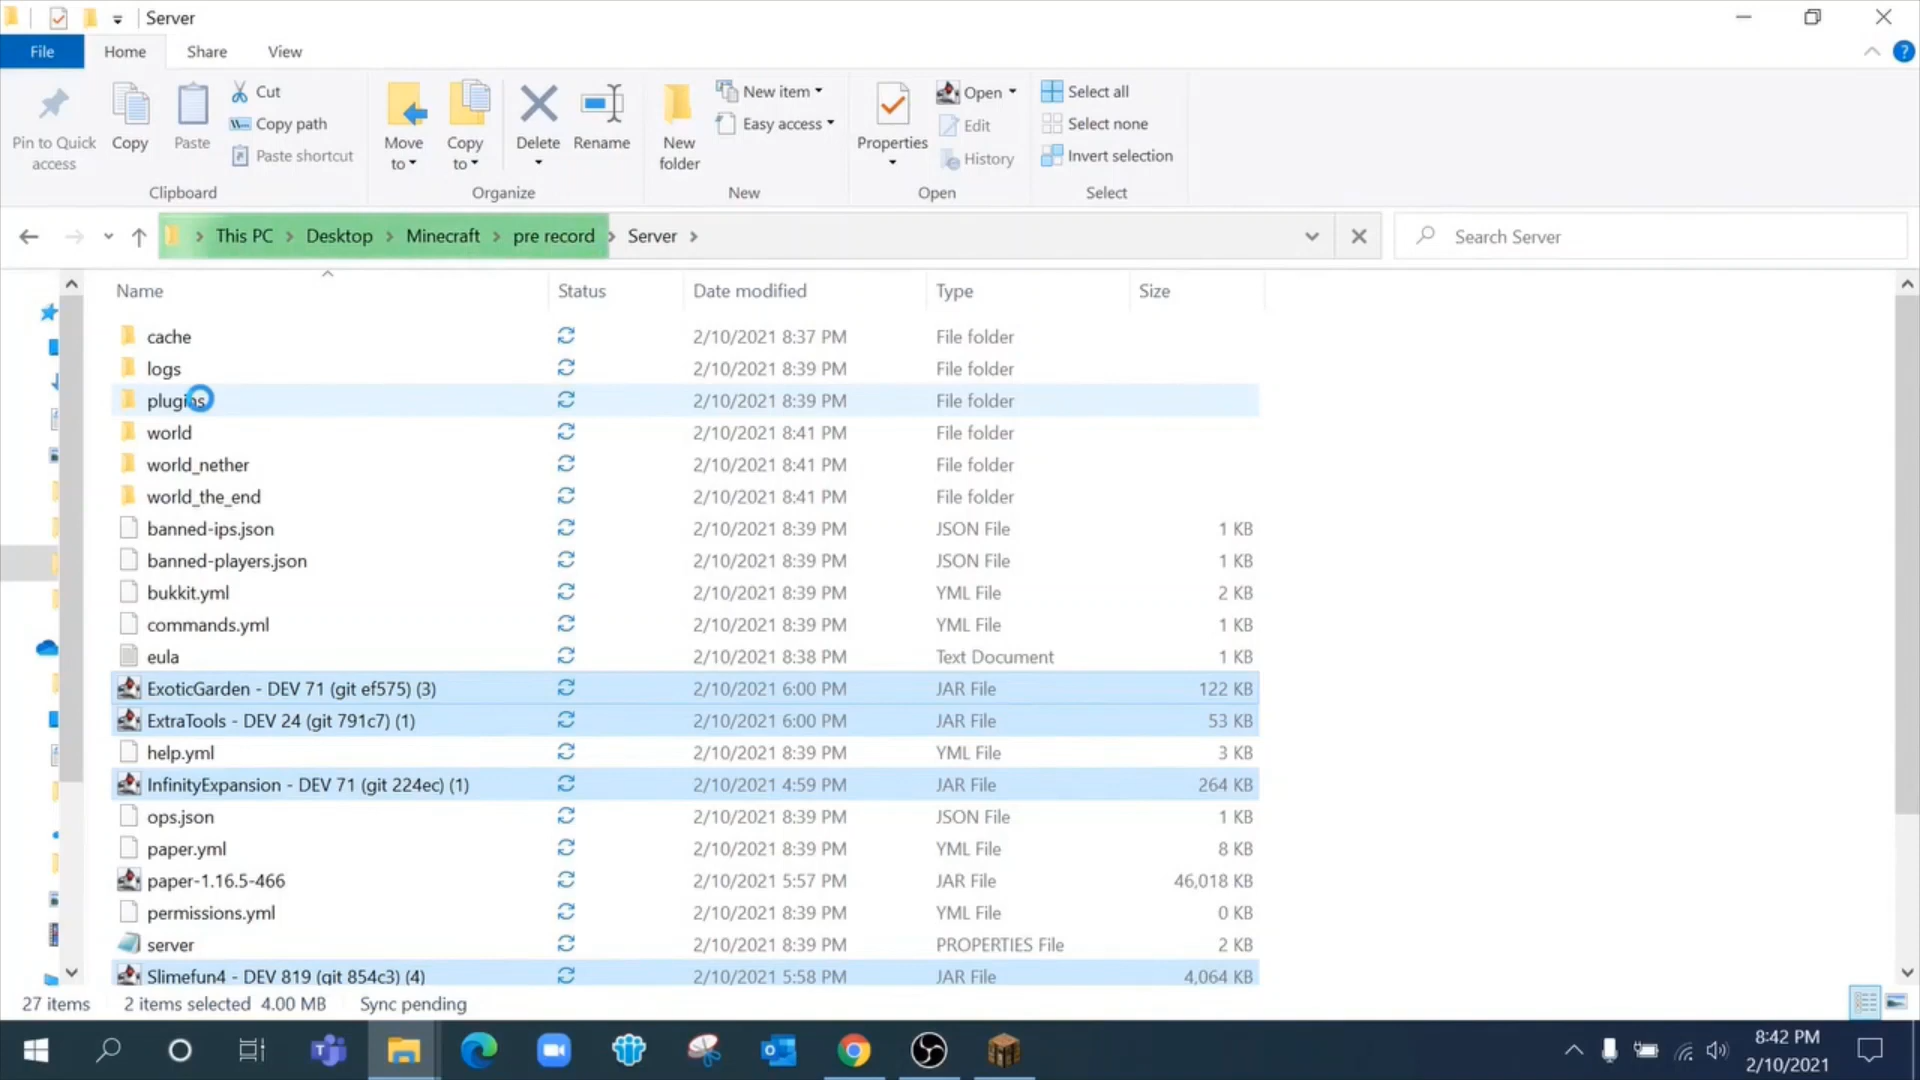 Server
File Home Share View
Pin to Quick access
Copy
Paste
Cut
Copy path
Paste shortcut
Clipboard
Move to
Copy to
Delete
Rename
Organize
New folder
New item
Easy access
New
Properties
Open
Edit
History
Open
Select all
Select none
Invert selection
Select
This PC Desktop Minecraft pre record Server
Search Server
Name Status Date modified Type Size
cache 2/10/2021 8:37 PM File folder
logs 2/10/2021 8:39 PM File folder
plugins 2/10/2021 8:39 PM File folder
world 2/10/2021 8:41 PM File folder
world_nether 2/10/2021 8:41 PM File folder
world_the_end 2/10/2021 8:41 PM File folder
banned-ips.json 2/10/2021 8:39 PM JSON File 1 KB
banned-players.json 2/10/2021 8:39 PM JSON File 1 KB
bukkit.yml 2/10/2021 8:39 PM YML File 2 KB
commands.yml 2/10/2021 8:39 PM YML File 1 KB
eula 2/10/2021 8:38 PM Text Document 1 KB
ExoticGarden - DEV 71 (git ef575) (3) 2/10/2021 6:00 PM JAR File 122 KB
ExtraTools - DEV 24 (git 791c7) (1) 2/10/2021 6:00 PM JAR File 53 KB
help.yml 2/10/2021 8:39 PM YML File 3 KB
InfinityExpansion - DEV 71 (git 224ec) (1) 2/10/2021 4:59 PM JAR File 264 KB
ops.json 2/10/2021 8:39 PM JSON File 1 KB
paper.yml 2/10/2021 8:39 PM YML File 8 KB
paper-1.16.5-466 2/10/2021 5:57 PM JAR File 46,018 KB
permissions.yml 2/10/2021 8:39 PM YML File 0 KB
server 2/10/2021 8:39 PM PROPERTIES File 2 KB
Slimefun4 - DEV 819 (git 854c3) (4) 2/10/2021 5:58 PM JAR File 4,064 KB
27 items 2 items selected 4.00 MB Sync pending
8:42 PM
2/10/2021